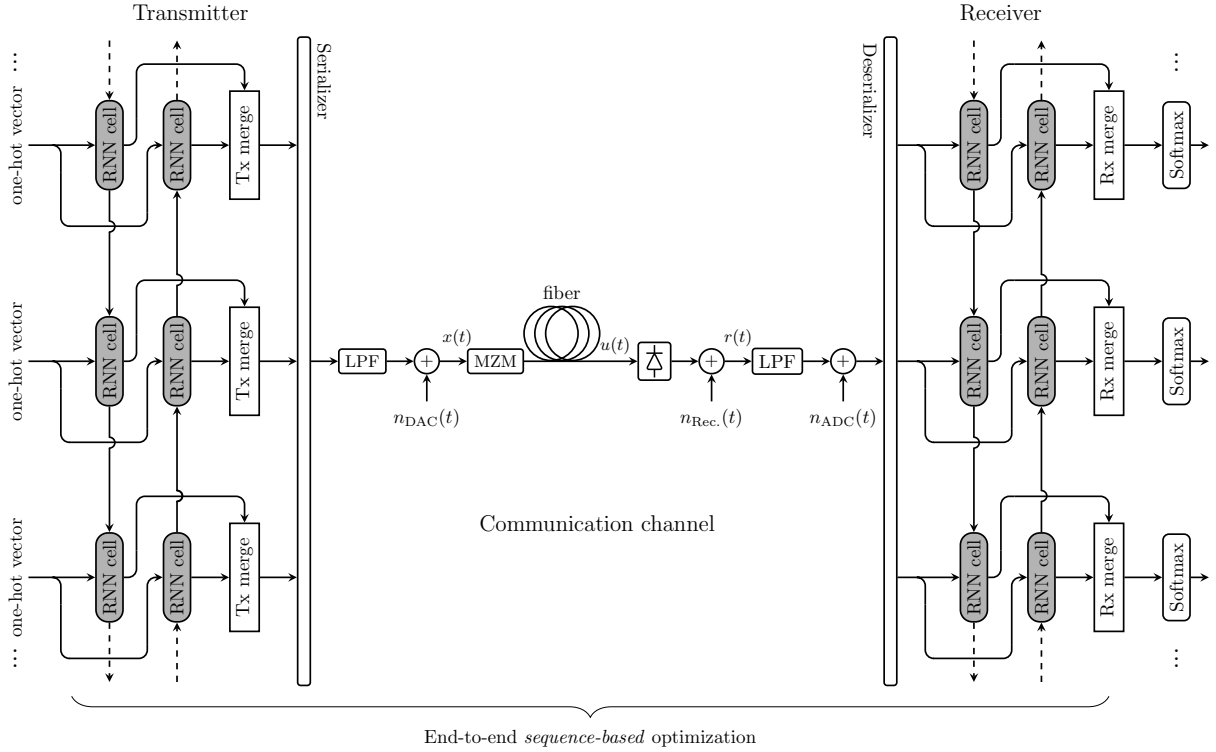 Transmitter
Receiver
...
one-hot vector
RNN cell
RNN cell
Tx merge
Serializer
Deserializer
RNN cell
RNN cell
Rx merge
Softmax
...
one-hot vector
RNN cell
RNN cell
Tx merge
LPF
+
n_DAC(t)
x(t)
MZM
fiber
u(t)
+
n_Rec.(t)
r(t)
LPF
+
n_ADC(t)
RNN cell
RNN cell
Rx merge
Softmax
Communication channel
... one-hot vector
RNN cell
RNN cell
Tx merge
RNN cell
RNN cell
Rx merge
Softmax
...
End-to-end sequence-based optimization